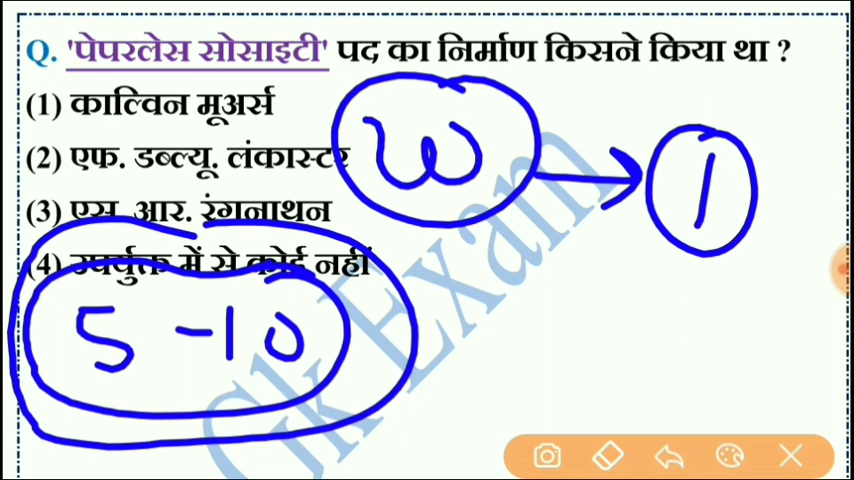 Q. 'पेपरलेस सोसाइटी' पद का निर्माण किसने किया था ?
(1) काल्विन मूअर्स
(2) एफ. डब्ल्यू. लंकास्टर
(3) एस. आर. रंगनाथन
(4) उपर्युक्त में से कोई नहीं
W → 1
5 - 10
Gk Exam